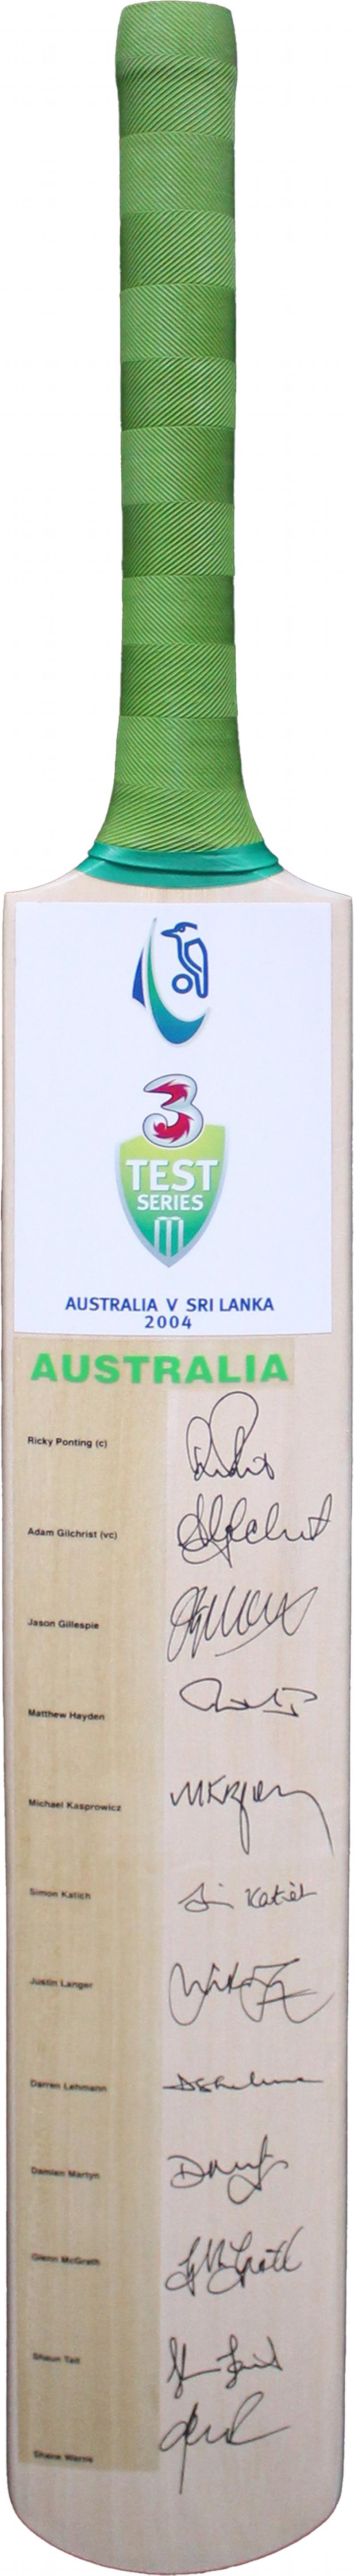 3
TEST
SERIES
AUSTRALIA V SRI LANKA
2004
AUSTRALIA
Ricky Ponting (c)
Adam Gilchrist (vc)
Jason Gillespie
Matthew Hayden
Michael Kasprowicz
Simon Katich
Justin Langer
Darren Lehmann
Damien Martyn
Glenn McGrath
Shaun Tait
Shane Warne